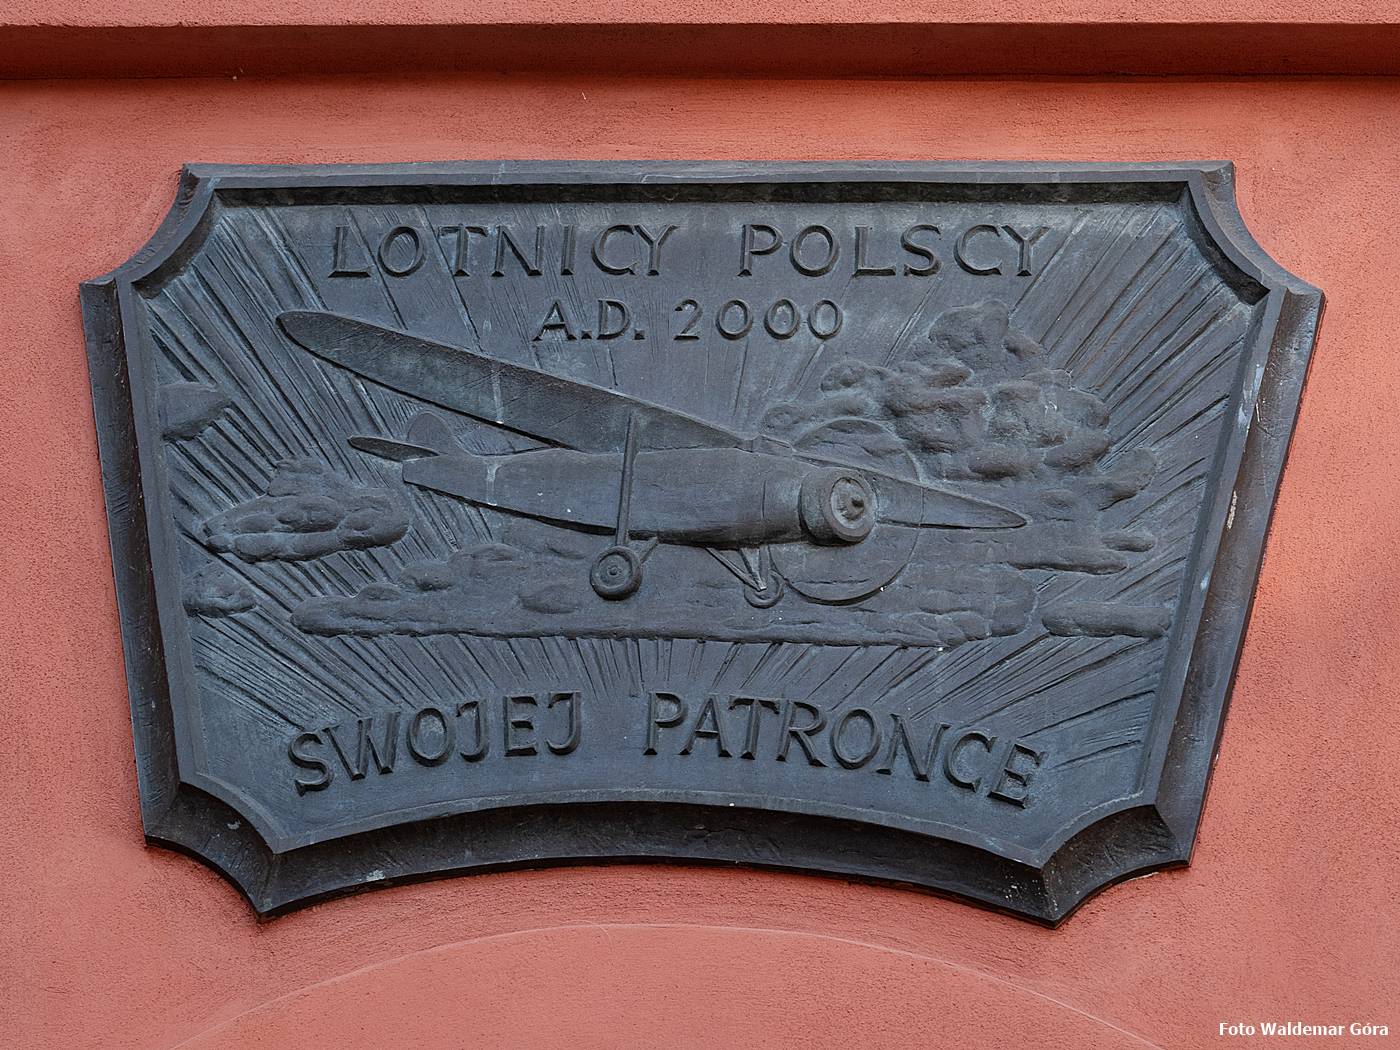 LOTNICY POLSCY
A.D. 2000
SWOJEJ PATRONCE
Foto Waldemar Góra